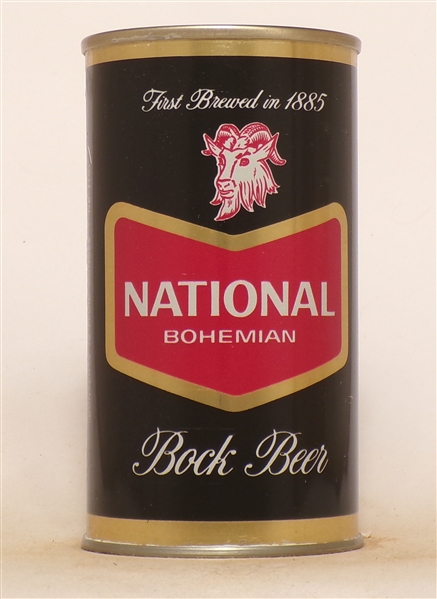 First Brewed in 1885
NATIONAL
BOHEMIAN
Bock Beer